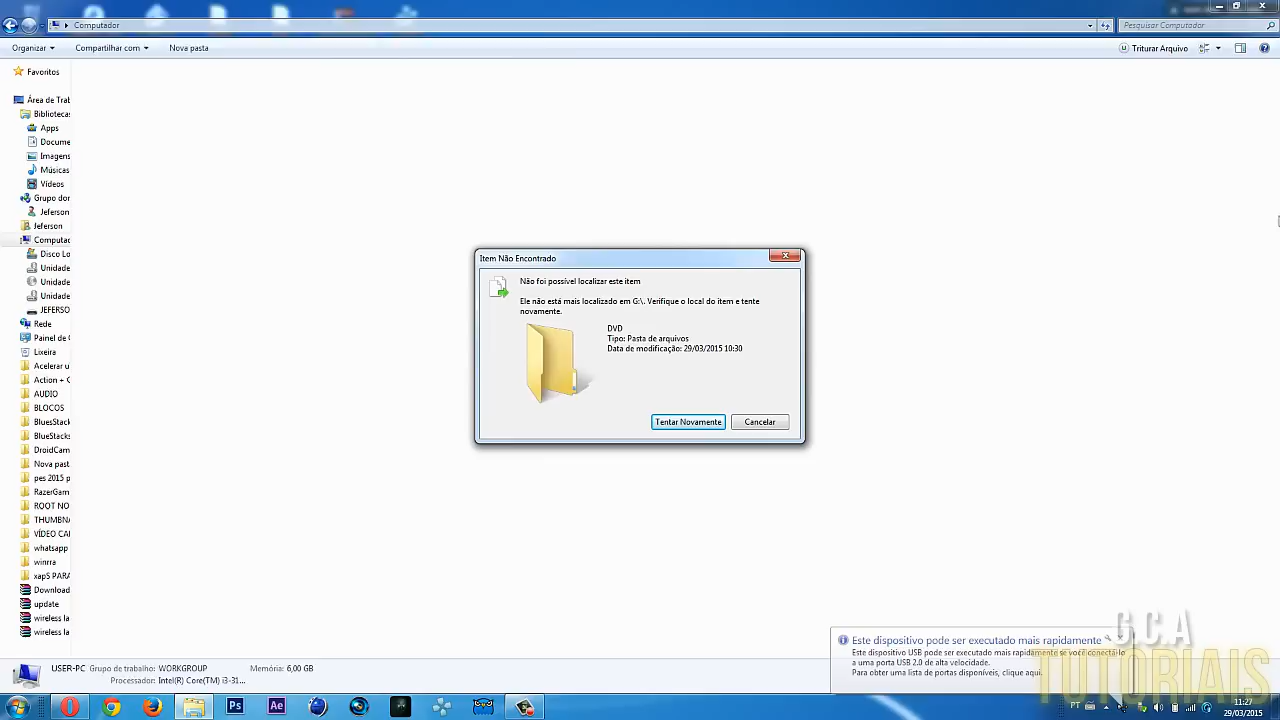 Computador
Pesquisar Computador
Organizar
Compartilhar com
Nova pasta
Triturar Arquivo
Favoritos
Área de Trab
Bibliotecas
Apps
Docume
Imagens
Músicas
Vídeos
Grupo dor
Jeferson
Jeferson
Computad
Disco Lo
Unidade
Unidade
Unidade
JEFERSO
Rede
Painel de C
Lixeira
Acelerar u
Action + C
AUDIO
BLOCOS
BluesStack
BlueStacks
DroidCam
Nova past
pes 2015 p
RazerGam
ROOT NO
THUMBNA
VÍDEO CAN
whatsapp
winrra
xapS PARA
Download
update
wireless la
wireless la
Item Não Encontrado
Não foi possível localizar este item
Ele não está mais localizado em G:\. Verifique o local do item e tente
novamente.
DVD
Tipo: Pasta de arquivos
Data de modificação: 29/03/2015 10:30
Tentar Novamente
Cancelar
Este dispositivo pode ser executado mais rapidamente
Este dispositivo USB pode ser executado mais rapidamente se você conectá-lo
a uma porta USB 2.0 de alta velocidade.
Para obter uma lista de portas disponíveis, clique aqui.
G.C.A
TUTORIAIS
USER-PC Grupo de trabalho: WORKGROUP Memória: 6,00 GB
Processador: Intel(R) Core(TM) i3-31...
Ps
Ae
PT
11:27
29/03/2015